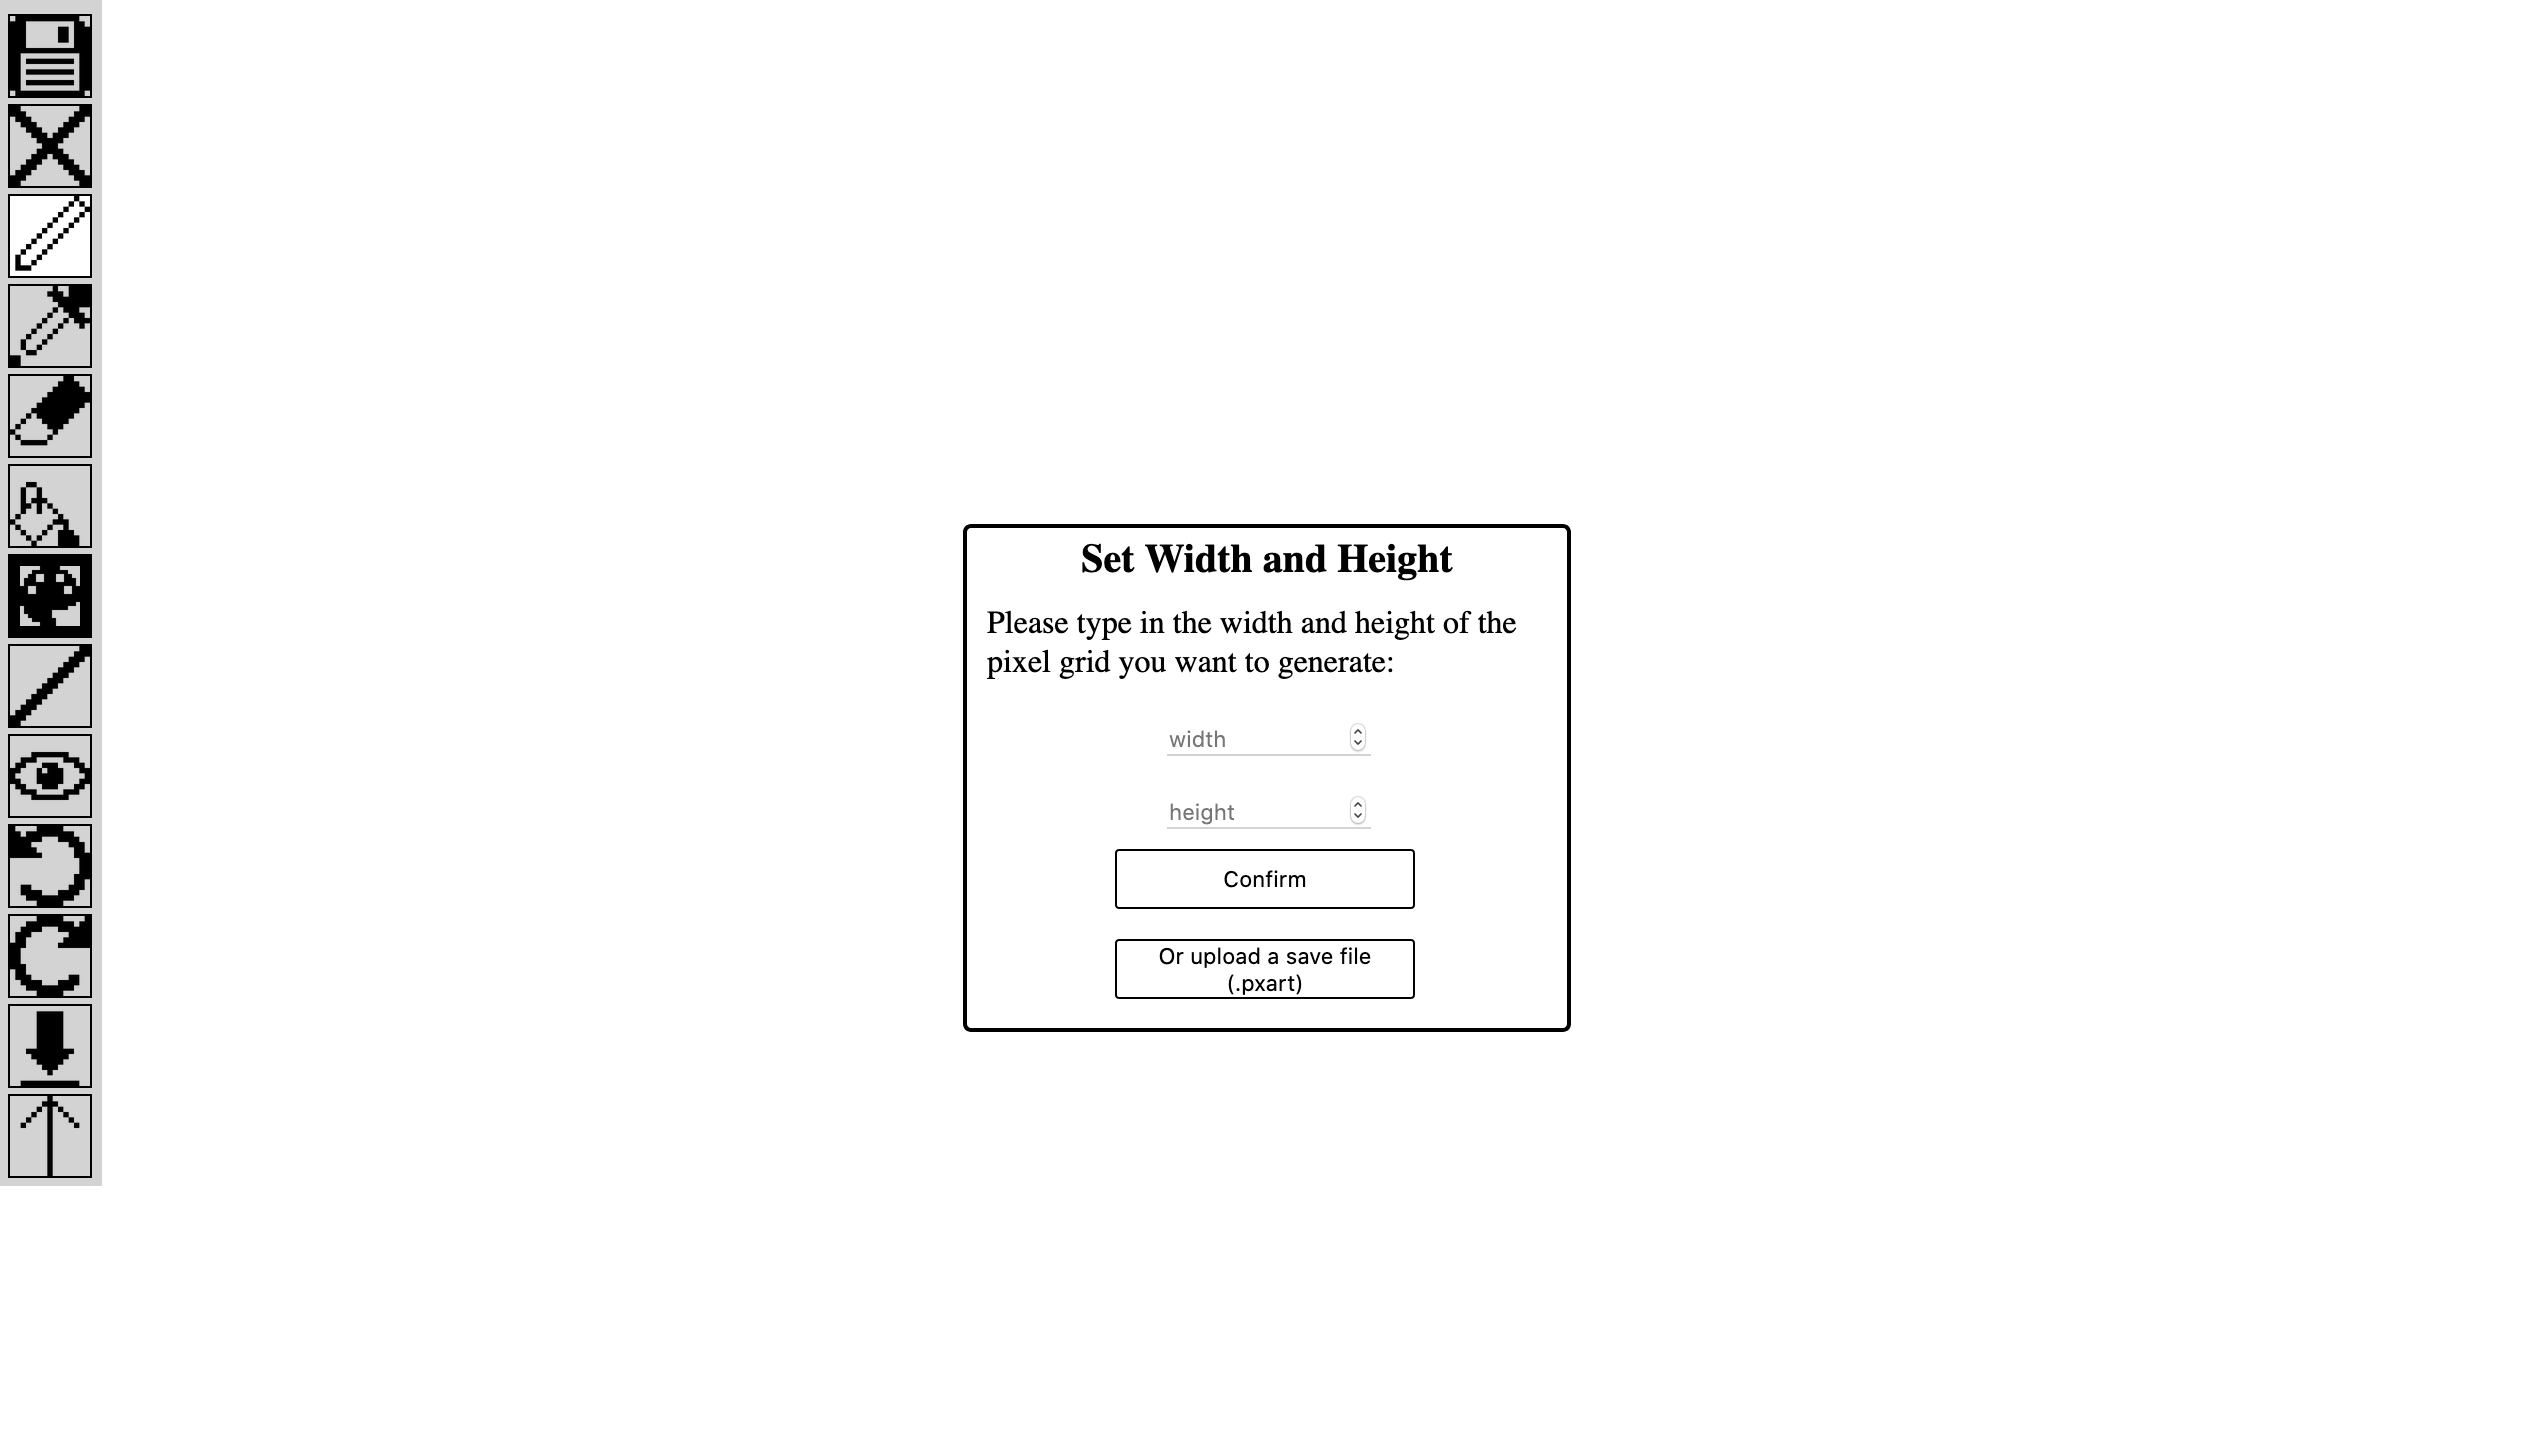 Set Width and Height
Please type in the width and height of the
pixel grid you want to generate:
width
height
Confirm
Or upload a save file
(.pxart)